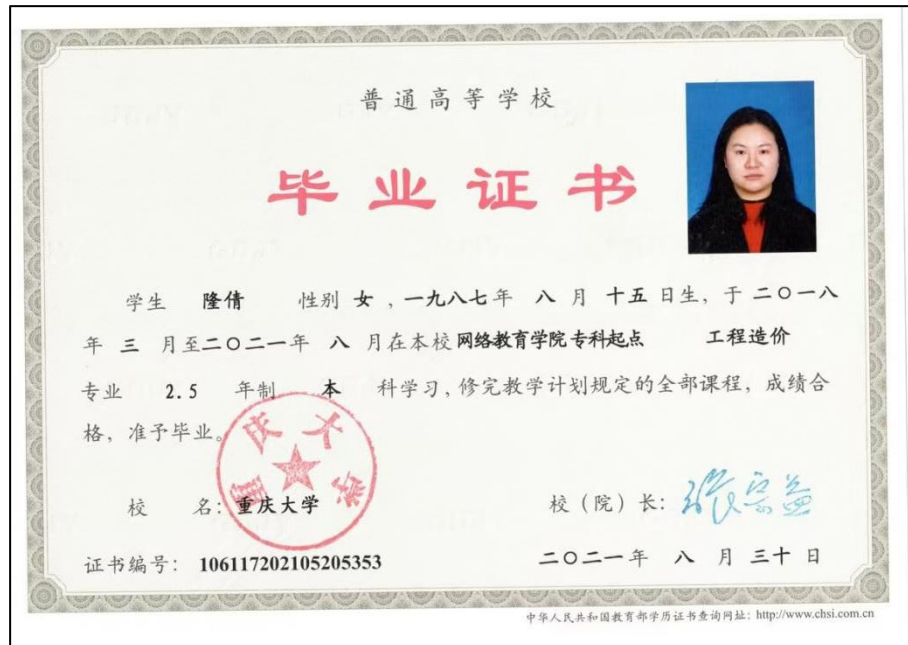 普通高等学校
毕业证书
学生 隆倩 性别 女 , 一九八七年 八 月 十五 日生, 于 二〇一八
年 三 月至二〇二一年 八 月在本校 网络教育学院 专科起点 工程造价
专业 2.5 年制 本 科学习, 修完教学计划规定的全部课程, 成绩合
格, 准予毕业。
重庆大学
校 名: 重庆大学 校（院）长: 张宗益
证书编号: 106117202105205353 二〇二一年 八 月 三十 日
中华人民共和国教育部学历证书查询网址: http://www.chsi.com.cn